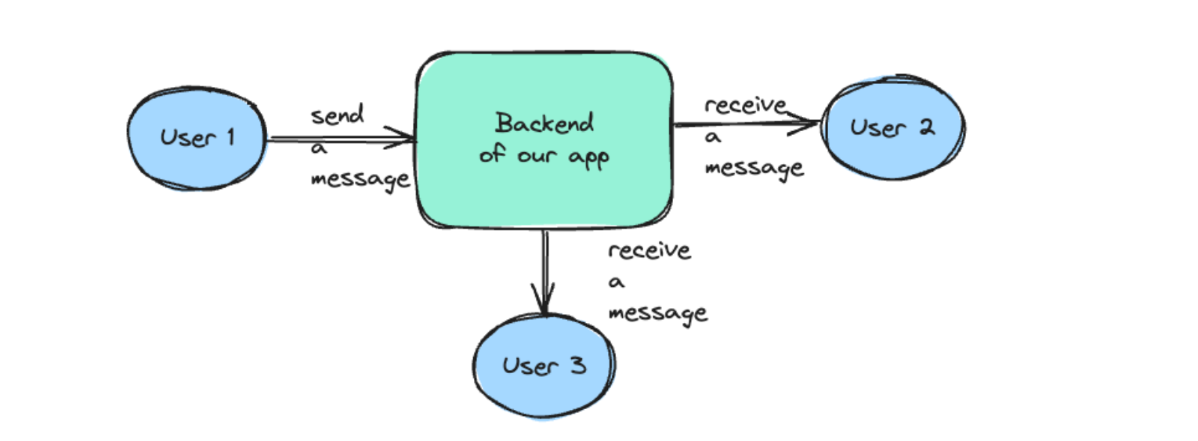 User 1
send
a
message
Backend
of our app
receive
a
message
User 2
receive
a
message
User 3